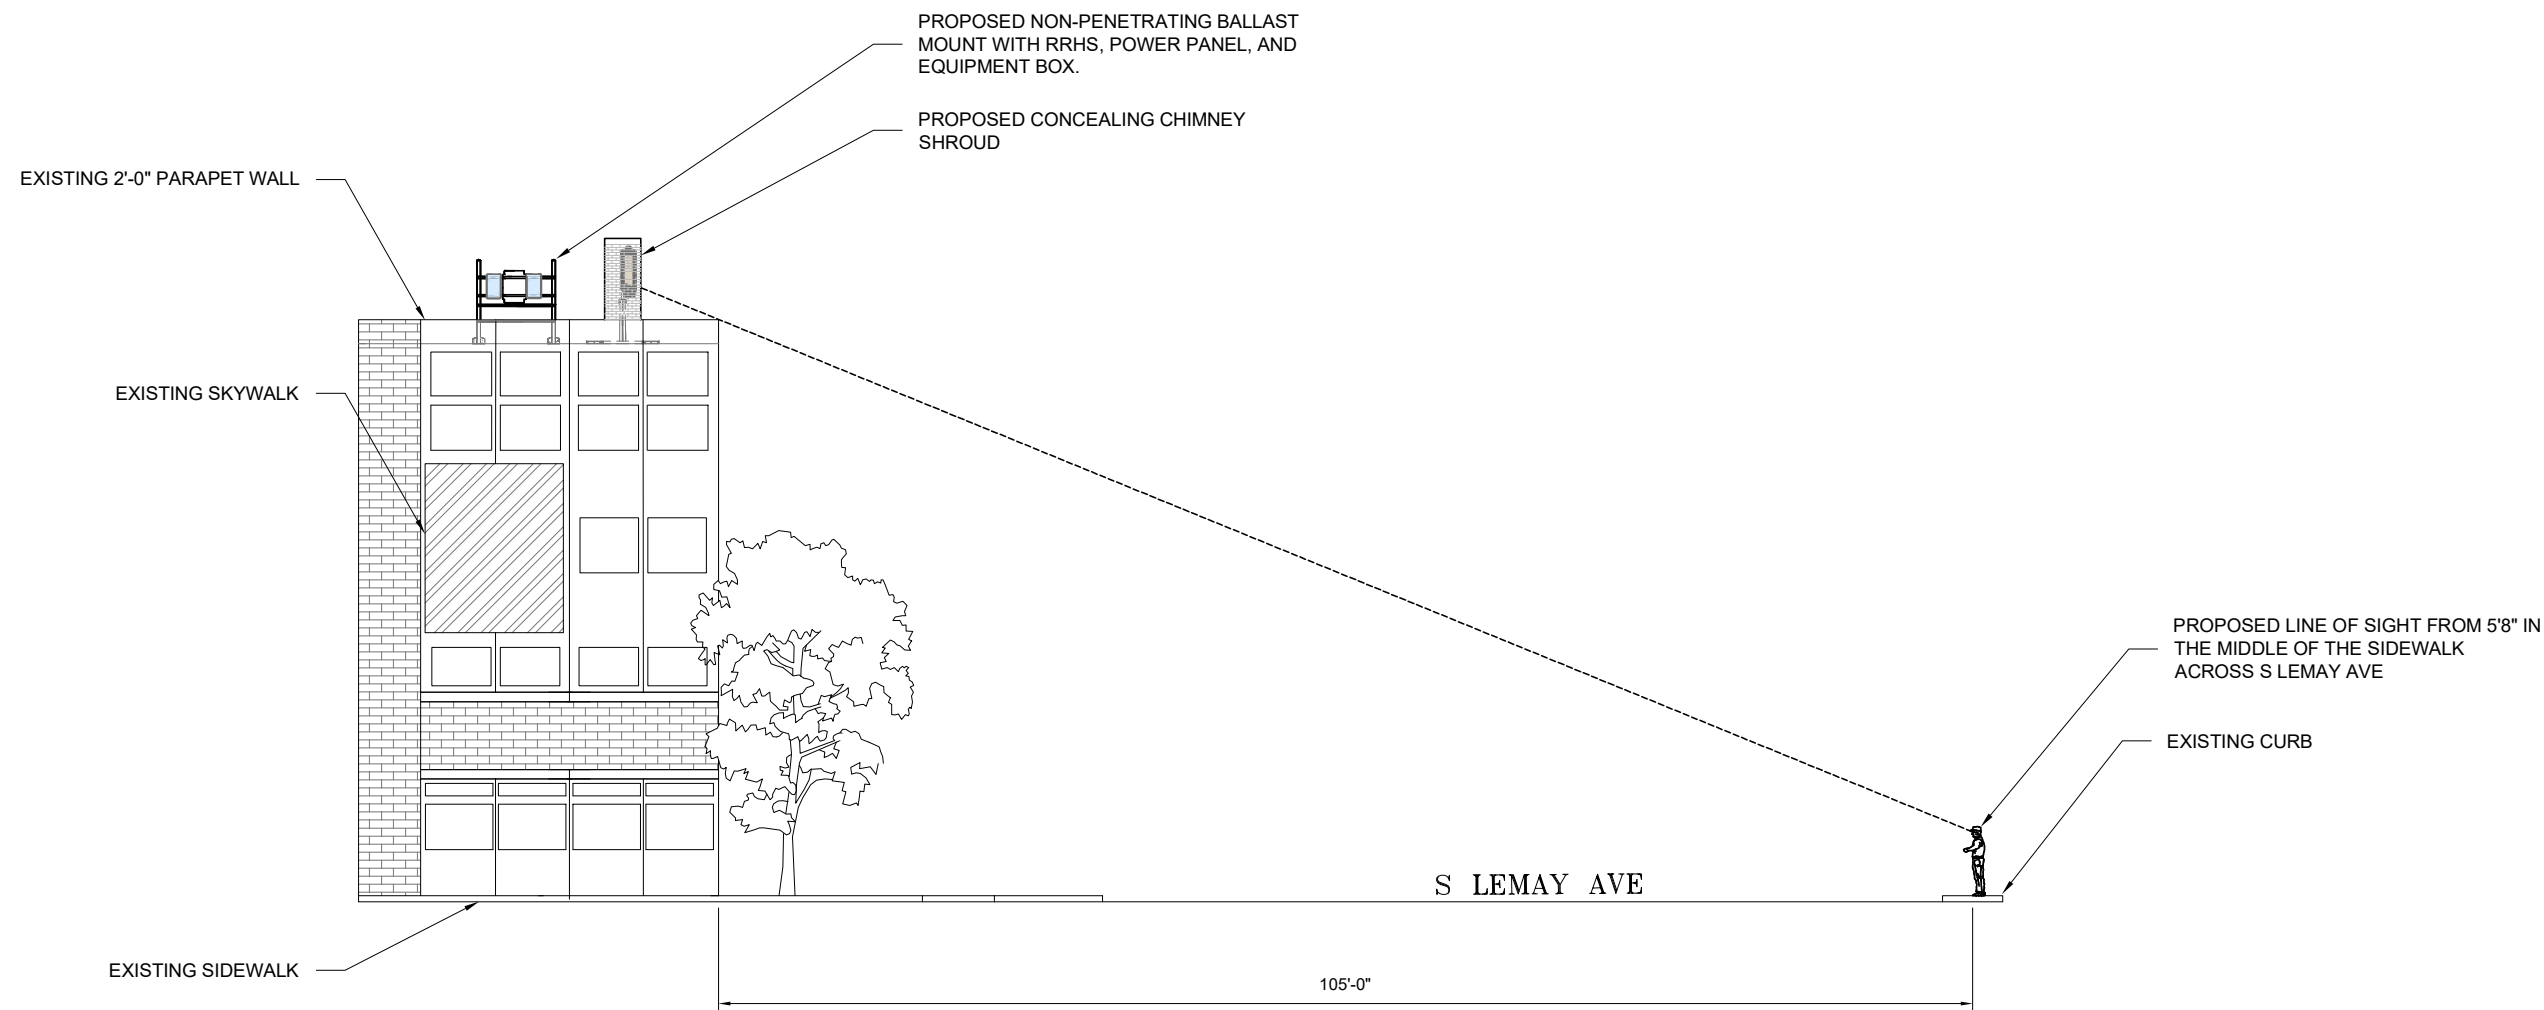 PROPOSED NON-PENETRATING BALLAST
MOUNT WITH RRHS, POWER PANEL, AND
EQUIPMENT BOX.
PROPOSED CONCEALING CHIMNEY
SHROUD
EXISTING 2'-0" PARAPET WALL
EXISTING SKYWALK
PROPOSED LINE OF SIGHT FROM 5'8" IN
THE MIDDLE OF THE SIDEWALK
ACROSS S LEMAY AVE
EXISTING CURB
S LEMAY AVE
EXISTING SIDEWALK
105'-0"